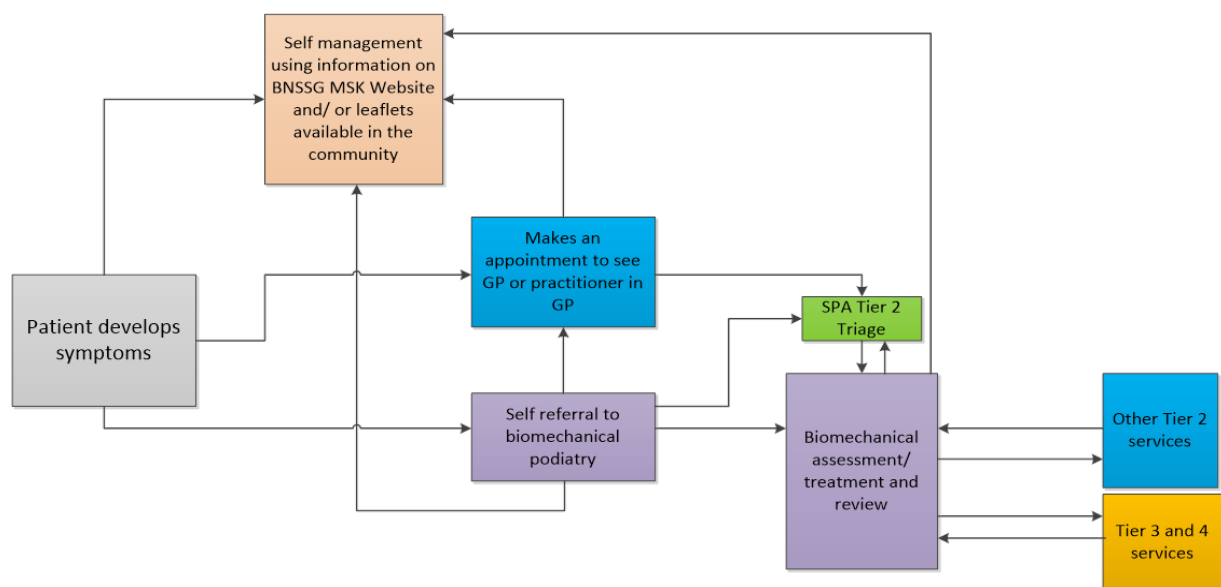 Self management
using information on
BNSSG MSK Website
and/ or leaflets
available in the
community
Makes an
appointment to see
GP or practitioner in
GP
Patient develops
symptoms
SPA Tier 2
Triage
Self referral to
biomechanical
podiatry
Biomechanical
assessment/
treatment and
review
Other Tier 2
services
Tier 3 and 4
services